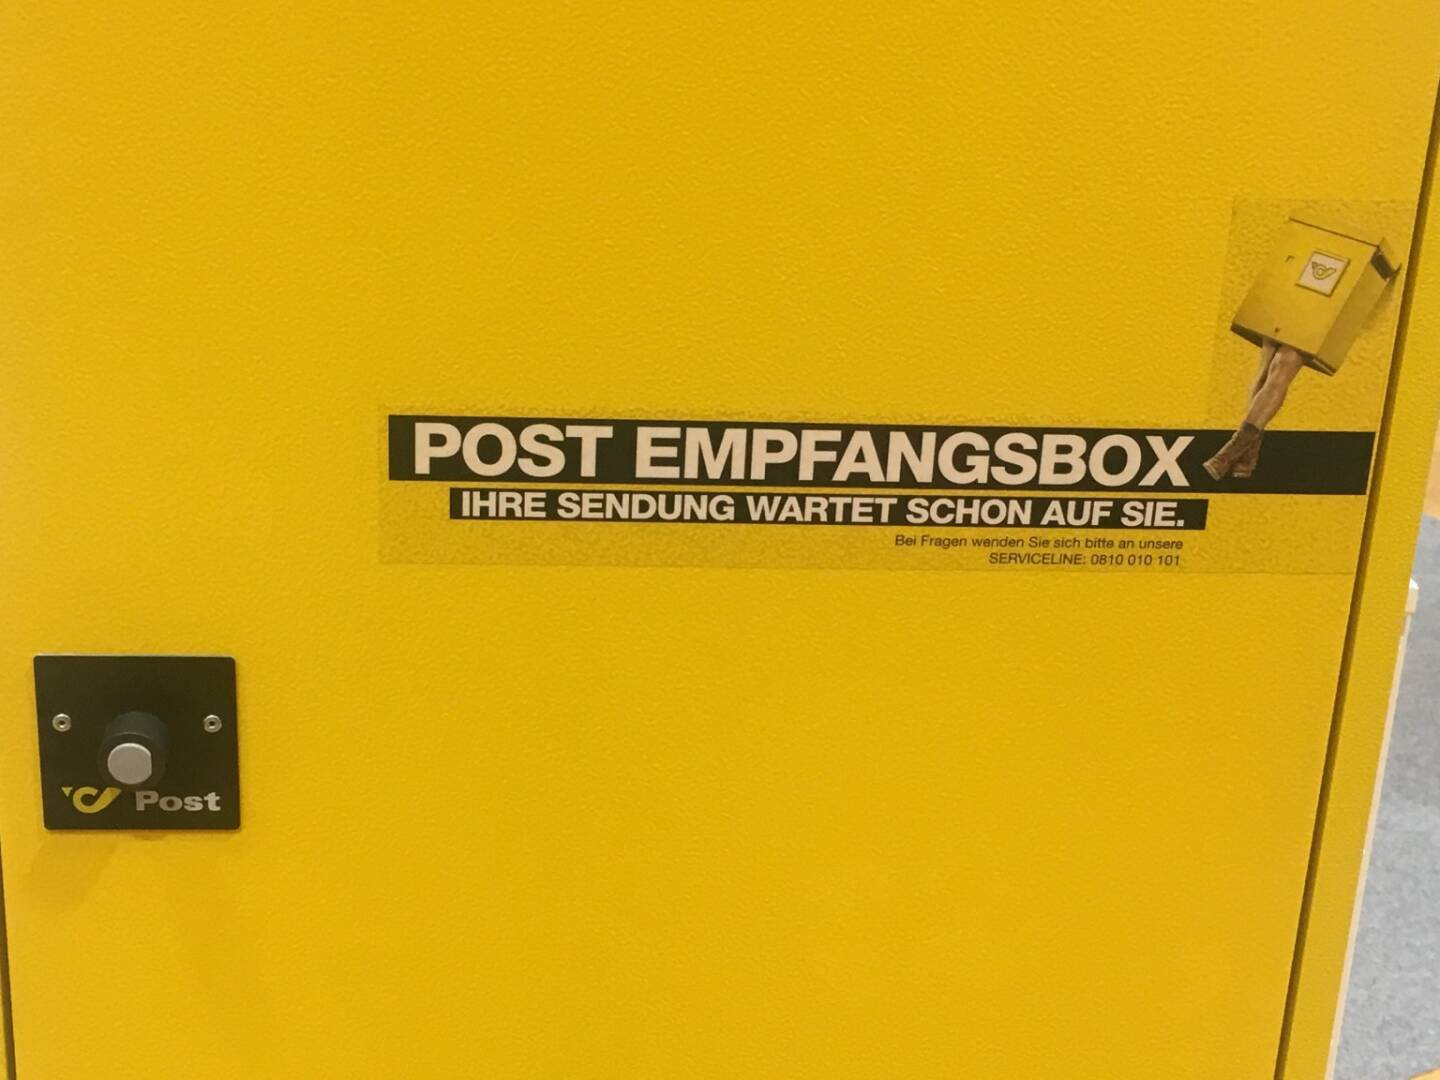 POST EMPFANGSBOX
IHRE SENDUNG WARTET SCHON AUF SIE.
Bei Fragen wenden Sie sich bitte an unsere
SERVICELINE: 0810 010 101
Post